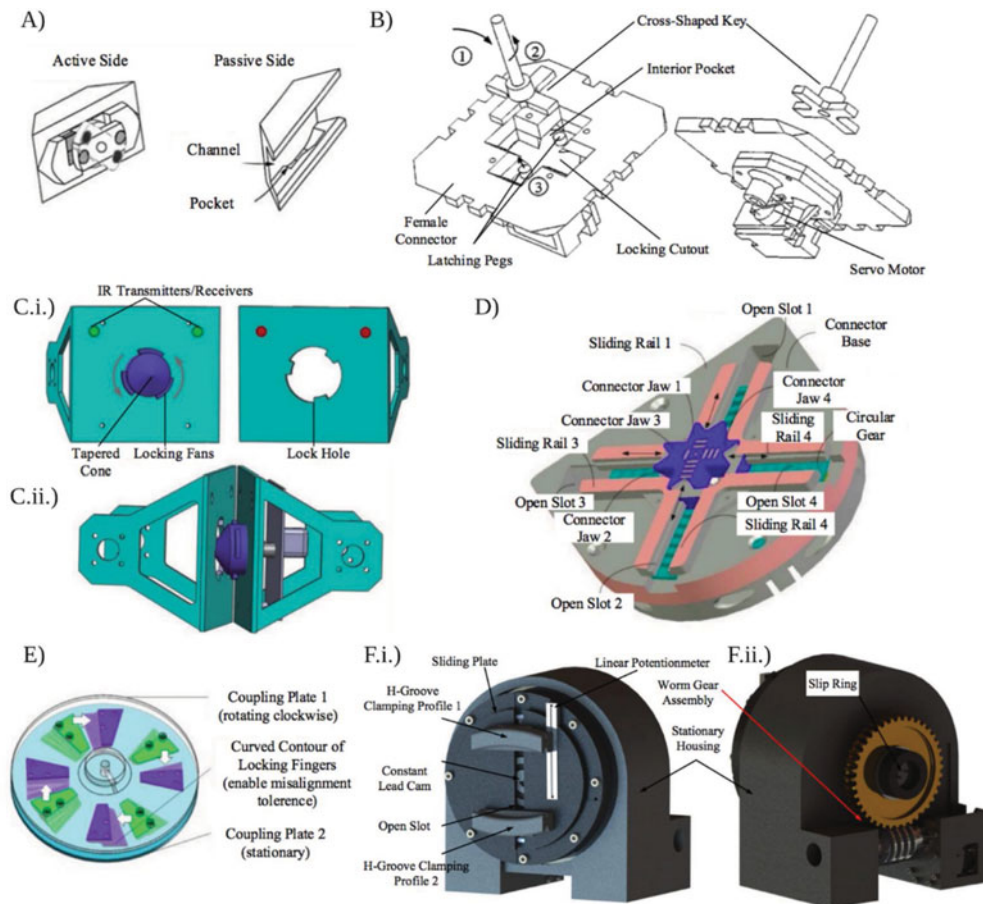 A)
Active Side
Passive Side
Channel
Pocket
B)
Cross-Shaped Key
①
②
Interior Pocket
③
Female
Connector
Latching Pegs
Locking Cutout
Servo Motor
C.i.)
IR Transmitters/Receivers
Tapered
Cone
Locking Fans
Lock Hole
C.ii.)
D)
Open Slot 1
Connector
Base
Sliding Rail 1
Connector Jaw 1
Connector
Jaw 4
Connector Jaw 3
Sliding
Rail 4
Circular
Gear
Sliding Rail 3
Open Slot 3
Open Slot 4
Connector
Jaw 2
Sliding Rail 4
Open Slot 2
E)
Coupling Plate 1
(rotating clockwise)
Curved Contour of
Locking Fingers
(enable misalignment
tolerence)
Coupling Plate 2
(stationary)
F.i.)
Sliding Plate
Linear Potentionmeter
H-Groove
Clamping Profile 1
Constant
Lead Cam
Open Slot
H-Groove Clamping
Profile 2
F.ii.)
Worm Gear
Assembly
Slip Ring
Stationary
Housing